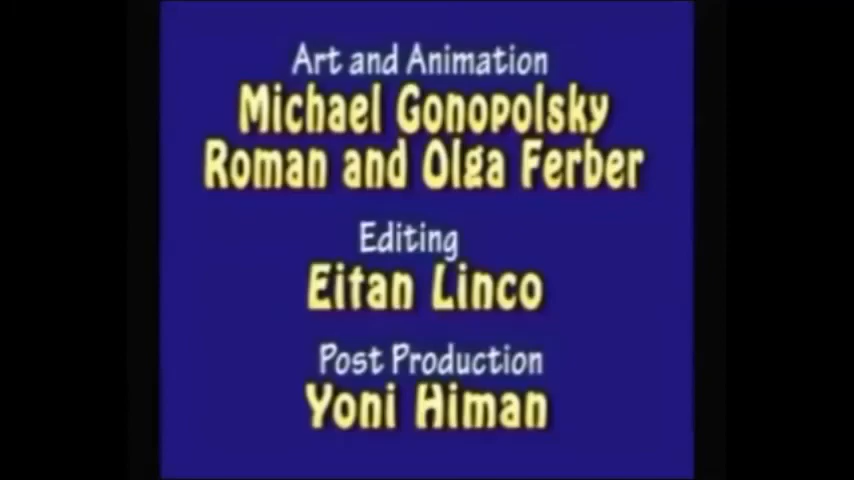 Art and Animation
Michael Gonopolsky
Roman and Olga Ferber
Editing
Eitan Linco
Post Production
Yoni Himan